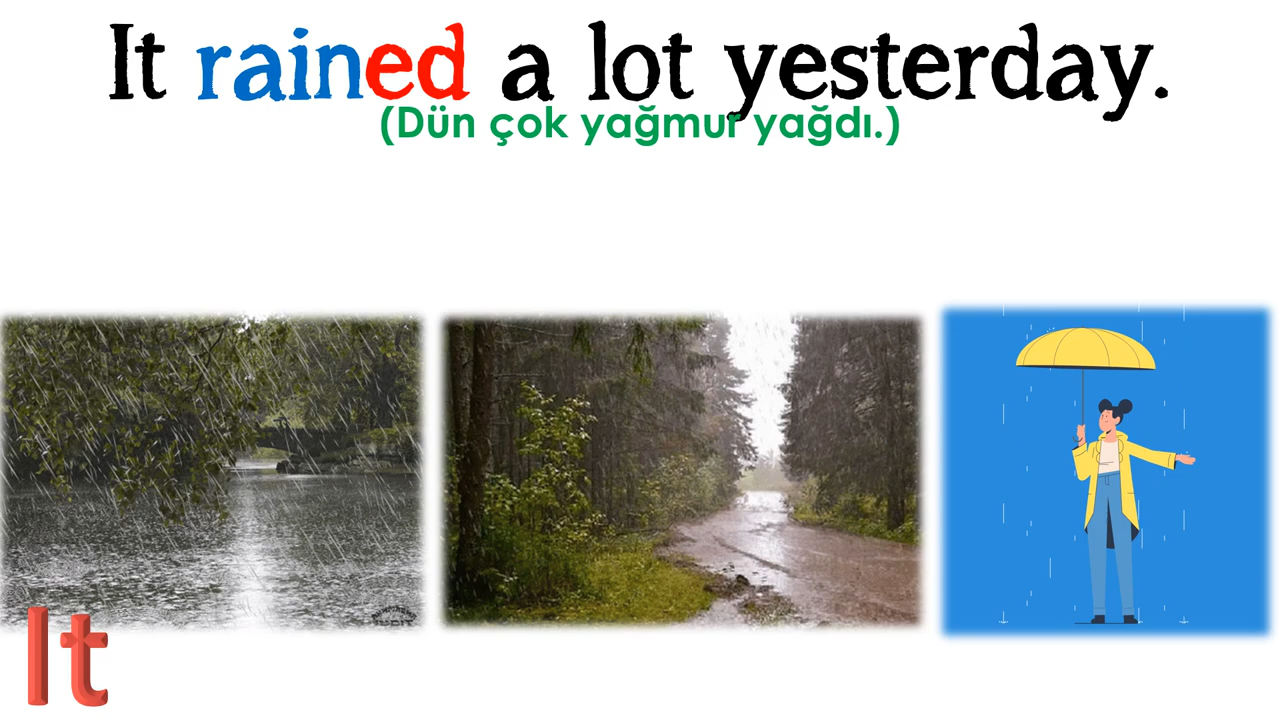 It rained a lot yesterday.
(Dün çok yağmur yağdı.)
It